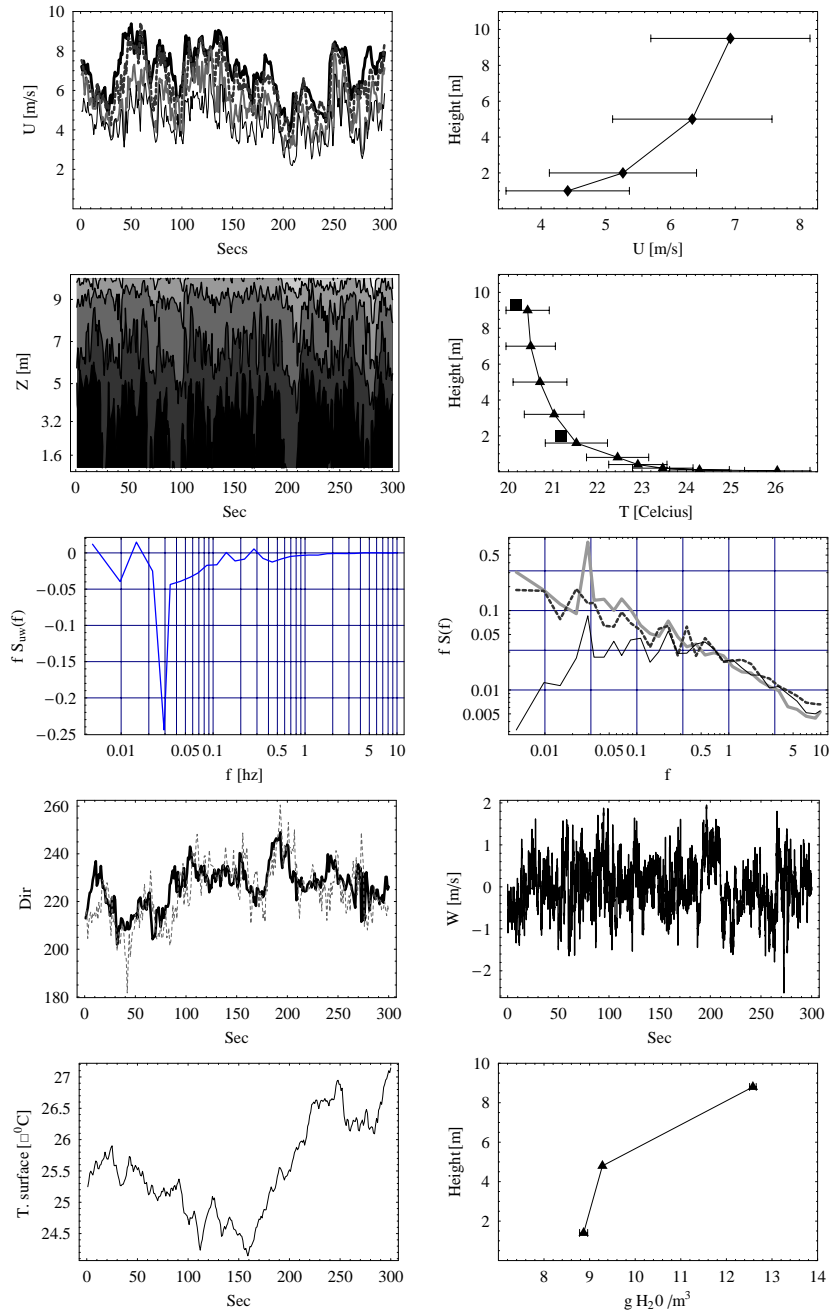 10
8
6
4
2
U [m/s]
0 50 100 150 200 250 300
Secs
10
8
6
4
2
Height [m]
4 5 6 7 8
U [m/s]
9
7
5
3.2
1.6
Z [m]
0 50 100 150 200 250 300
Sec
10
8
6
4
2
Height [m]
20 21 22 23 24 25 26
T [Celcius]
0
−0.05
−0.1
−0.15
−0.2
−0.25
f Suw(f)
0.01 0.05 0.1 0.5 1 5 10
f [hz]
0.5
0.1
0.05
0.01
0.005
f S(f)
0.01 0.05 0.1 0.5 1 5 10
f
260
240
220
200
180
Dir
0 50 100 150 200 250 300
Sec
2
1
0
−1
−2
W [m/s]
0 50 100 150 200 250 300
Sec
27
26.5
26
25.5
25
24.5
T. surface [□⁰C]
0 50 100 150 200 250 300
Sec
10
8
6
4
2
Height [m]
8 9 10 11 12 13 14
g H₂0 /m³